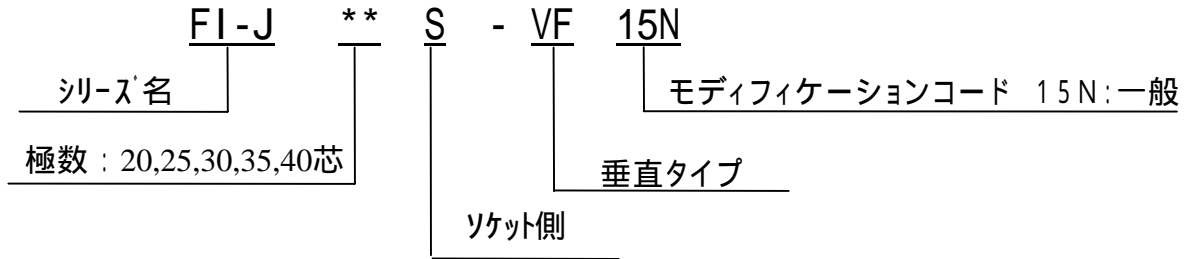 FI-J ** S - VF 15N
シリーズ名
モディフィケーションコード 15N:一般
極数：20,25,30,35,40芯
垂直タイプ
ソケット側